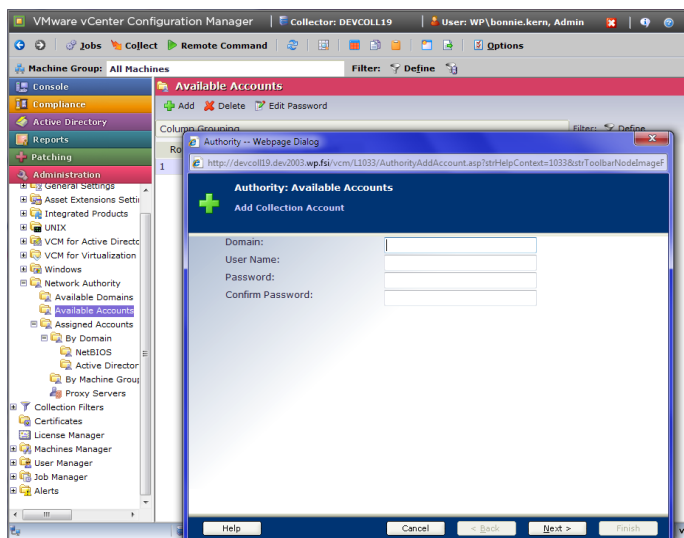 VMware vCenter Configuration Manager | Collector: DEVCOLL19 | User: WP\bonnie.kern, Admin
Jobs Collect Remote Command Options
Machine Group: All Machines Filter: Define
Console
Compliance
Active Directory
Reports
Patching
Administration
General Settings
Asset Extensions Setti
Integrated Products
UNIX
VCM for Active Directo
VCM for Virtualization
Windows
Network Authority
Available Domains
Available Accounts
Assigned Accounts
By Domain
NetBIOS
Active Director
By Machine Group
Proxy Servers
Collection Filters
Certificates
License Manager
Machines Manager
User Manager
Job Manager
Alerts
Available Accounts
Add Delete Edit Password
Column Grouping Filter: Define
Ro
1
Authority -- Webpage Dialog
http://devcoll19.dev2003.wp.fsi/vcm/L1033/AuthorityAddAccount.asp?strHelpContext=1033&strToolbarNodeImageF
Authority: Available Accounts
Add Collection Account
Domain:
User Name:
Password:
Confirm Password:
Help Cancel < Back Next > Finish